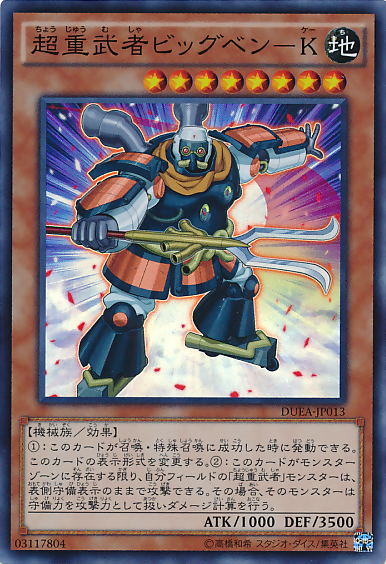 超重武者ビッグベン-K
地
DUEA-JP013
【機械族/効果】
①:このカードが召喚・特殊召喚に成功した時に発動できる。
このカードの表示形式を変更する。②:このカードがモンスター
ゾーンに存在する限り、自分フィールドの「超重武者」モンスターは、
表側守備表示のままで攻撃できる。その場合、そのモンスターは
守備力を攻撃力として扱いダメージ計算を行う。
ATK/1000 DEF/3500
03117804 ©高橋和希 スタジオ・ダイス/集英社